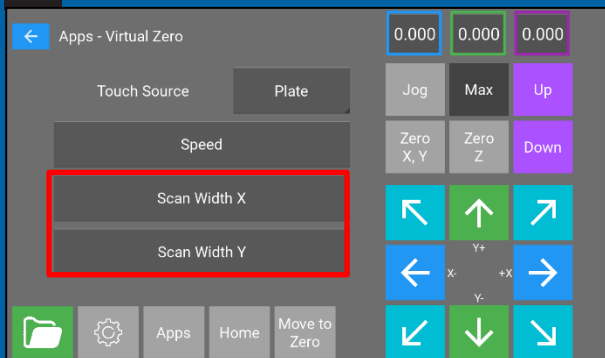 Apps - Virtual Zero
0.000 0.000 0.000
Touch Source Plate
Jog Max Up
Speed
Zero X, Y
Zero Z
Down
Scan Width X
Scan Width Y
Y+
X- +X
Y-
Apps Home Move to Zero